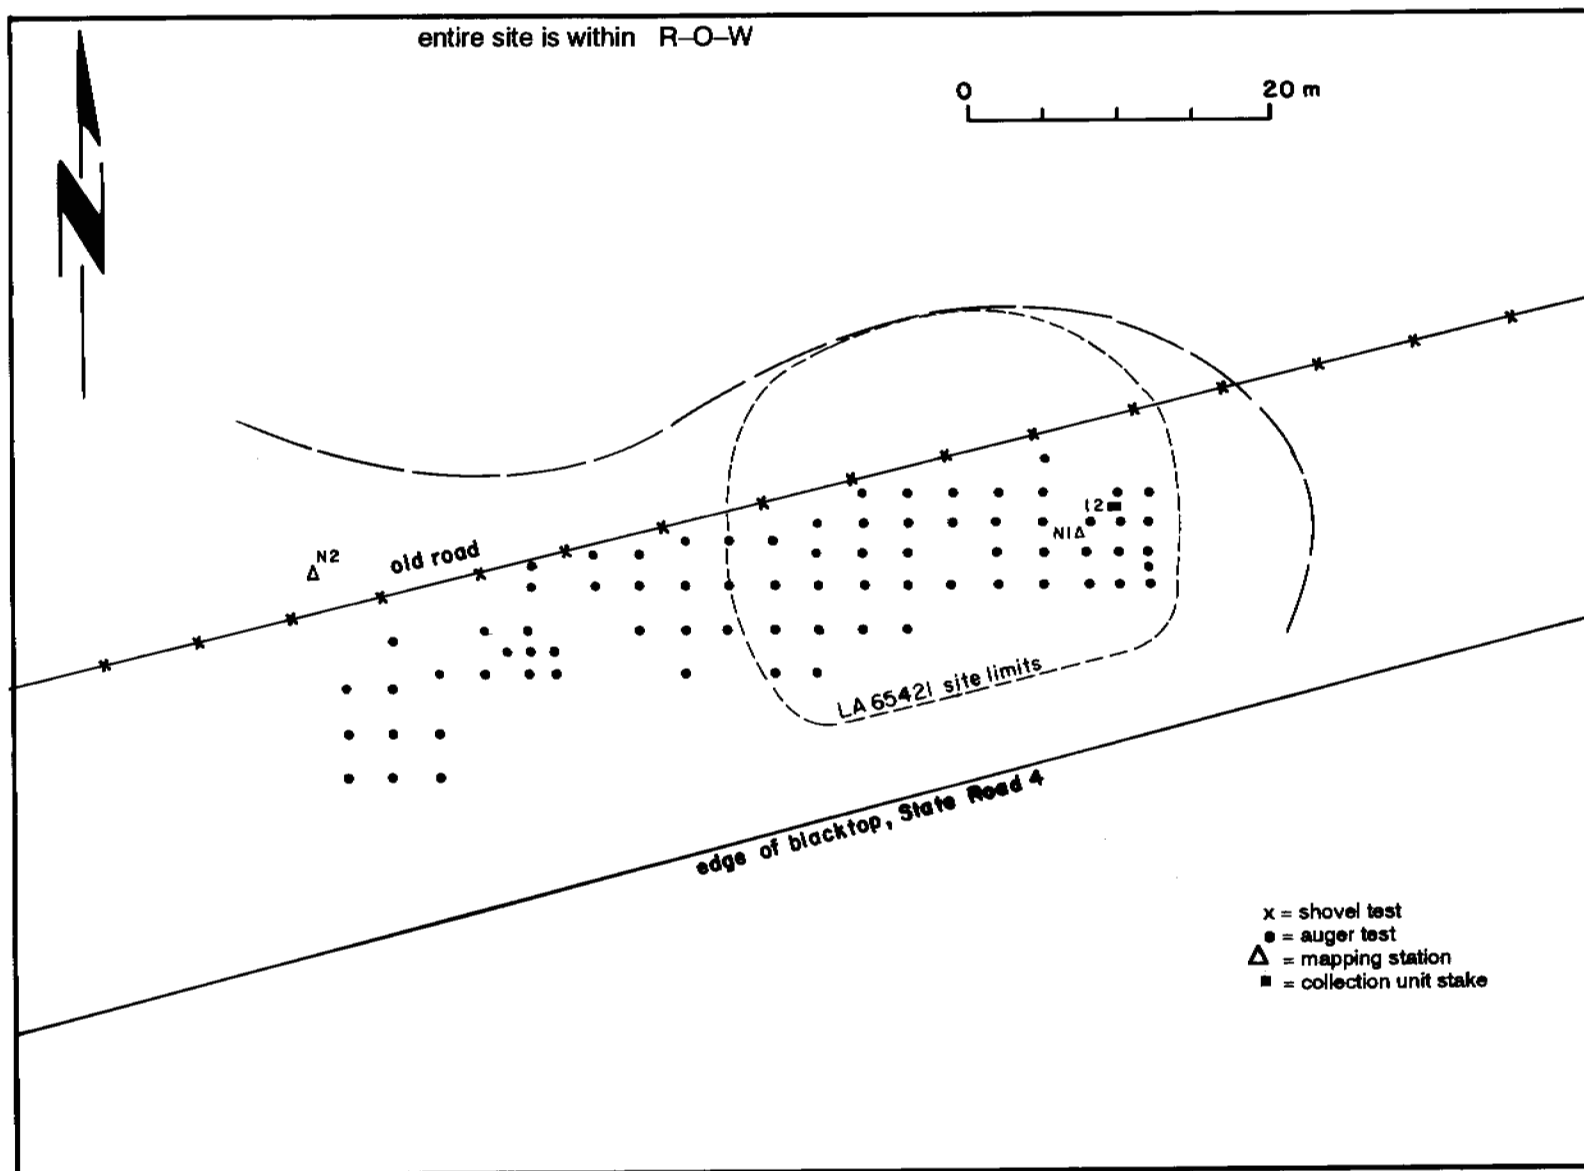 entire site is within R–O–W
0 20 m
N
12
N1
N2
old road
LA 65421 site limits
edge of blacktop, State Road 4
x = shovel test
● = auger test
Δ = mapping station
■ = collection unit stake